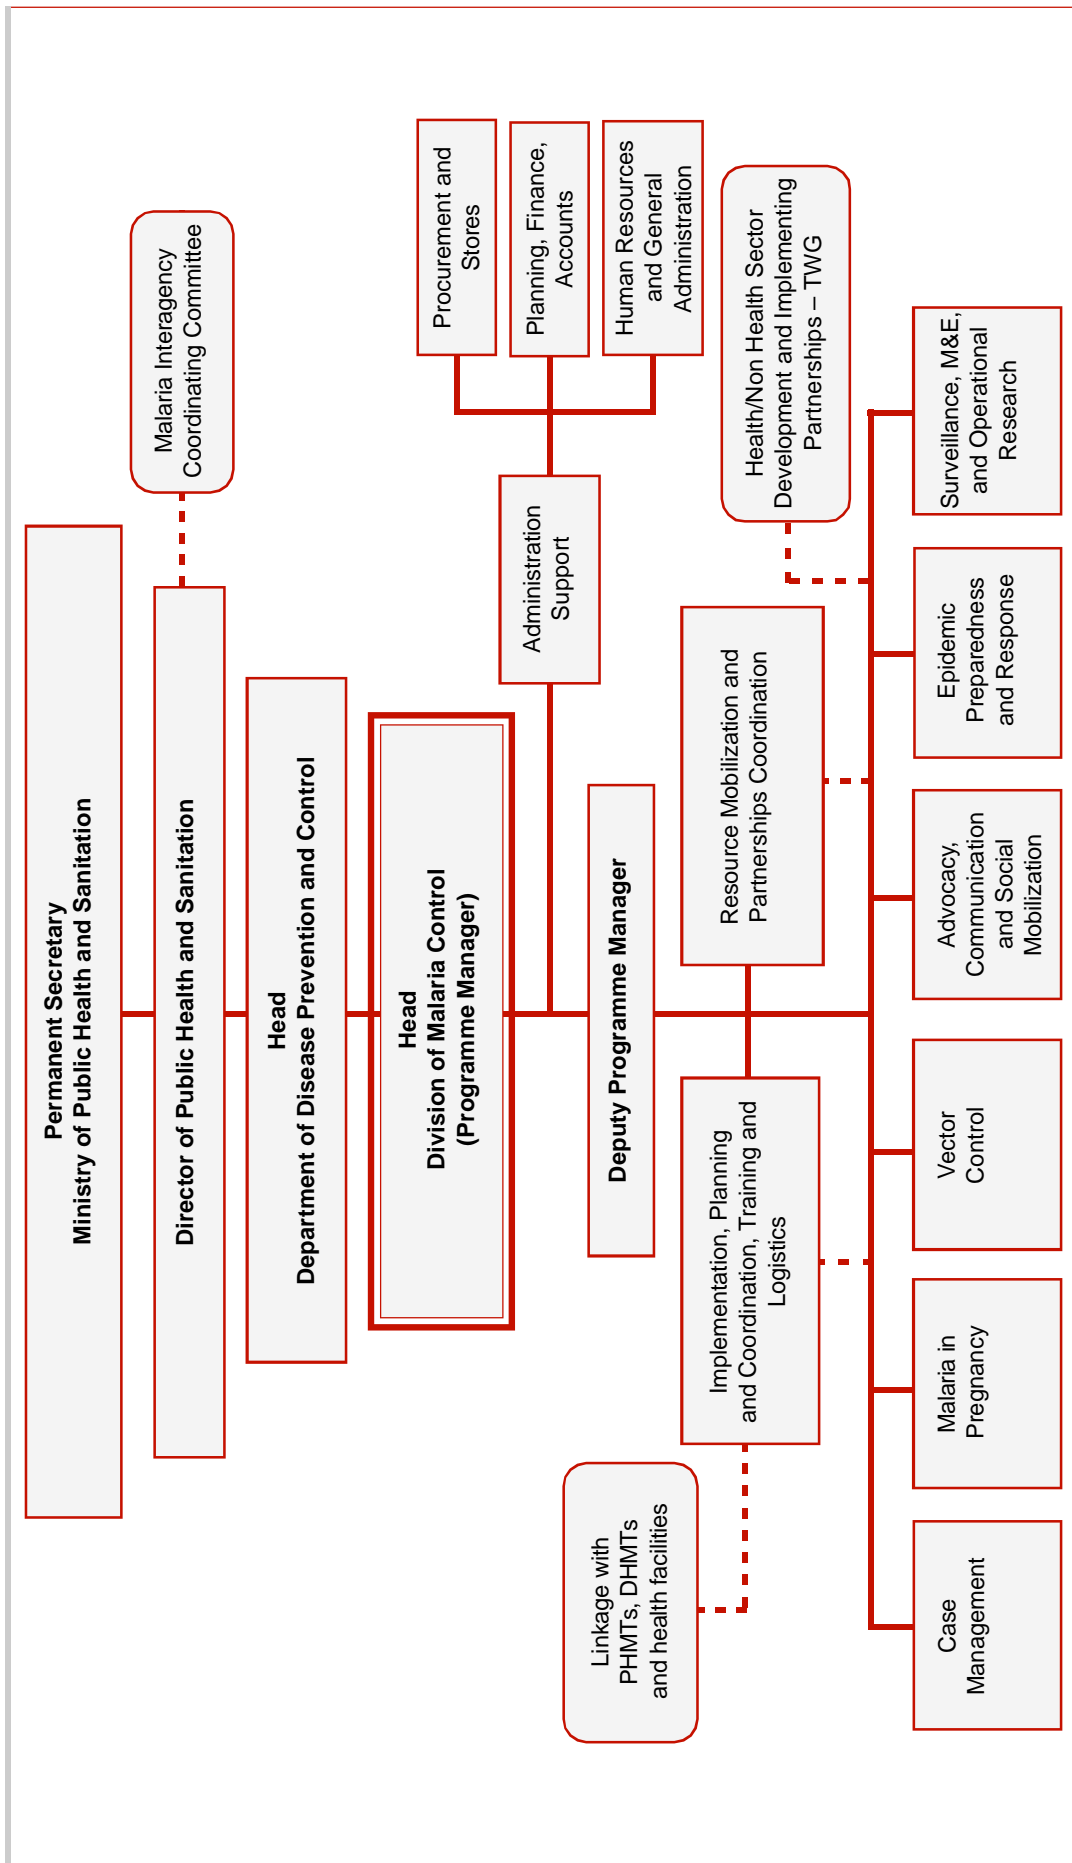 Permanent Secretary
Ministry of Public Health and Sanitation
Malaria Interagency
Coordinating Committee
Director of Public Health and Sanitation
Head
Department of Disease Prevention and Control
Head
Division of Malaria Control
(Programme Manager)
Procurement and
Stores
Administration
Support
Planning, Finance,
Accounts
Human Resources
and General
Administration
Deputy Programme Manager
Linkage with
PHMTs, DHMTs
and health facilities
Implementation, Planning
and Coordination, Training and
Logistics
Resource Mobilization and
Partnerships Coordination
Health/Non Health Sector
Development and Implementing
Partnerships – TWG
Case
Management
Malaria in
Pregnancy
Vector
Control
Advocacy,
Communication
and Social
Mobilization
Epidemic
Preparedness
and Response
Surveillance, M&E,
and Operational
Research